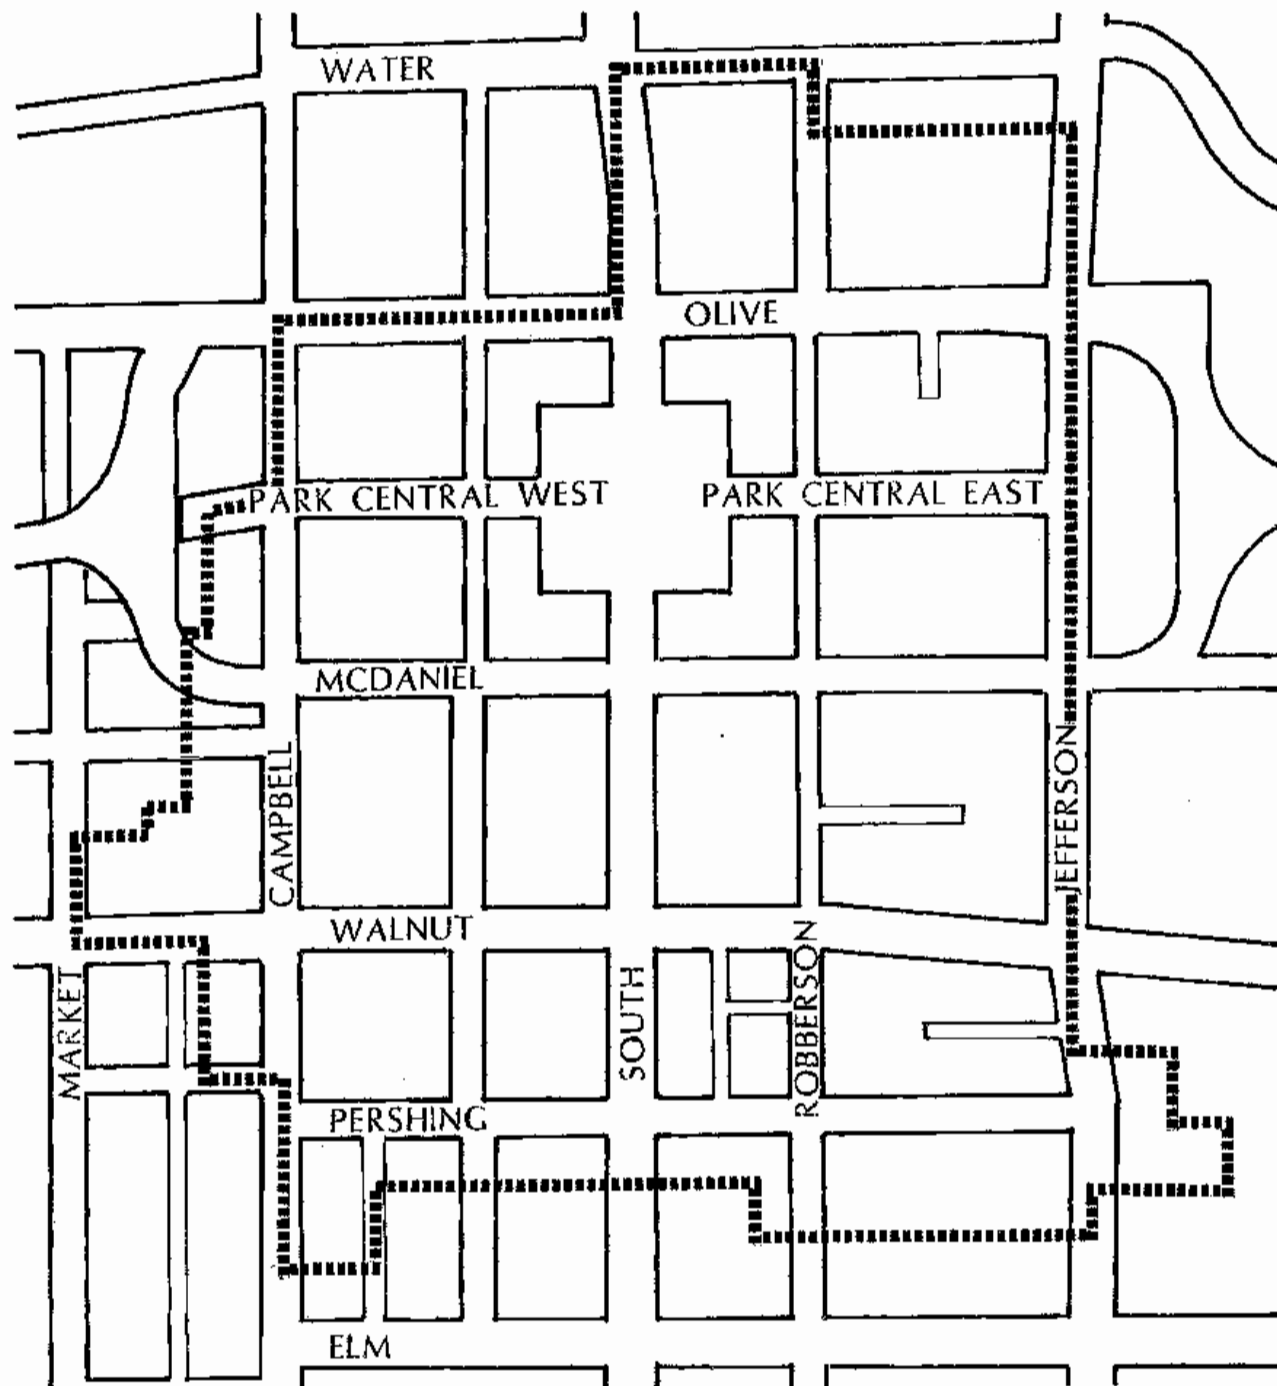 WATER
OLIVE
PARK CENTRAL WEST
PARK CENTRAL EAST
MCDANIEL
CAMPBELL
JEFFERSON
WALNUT
MARKET
SOUTH
ROBBERSON
PERSHING
ELM